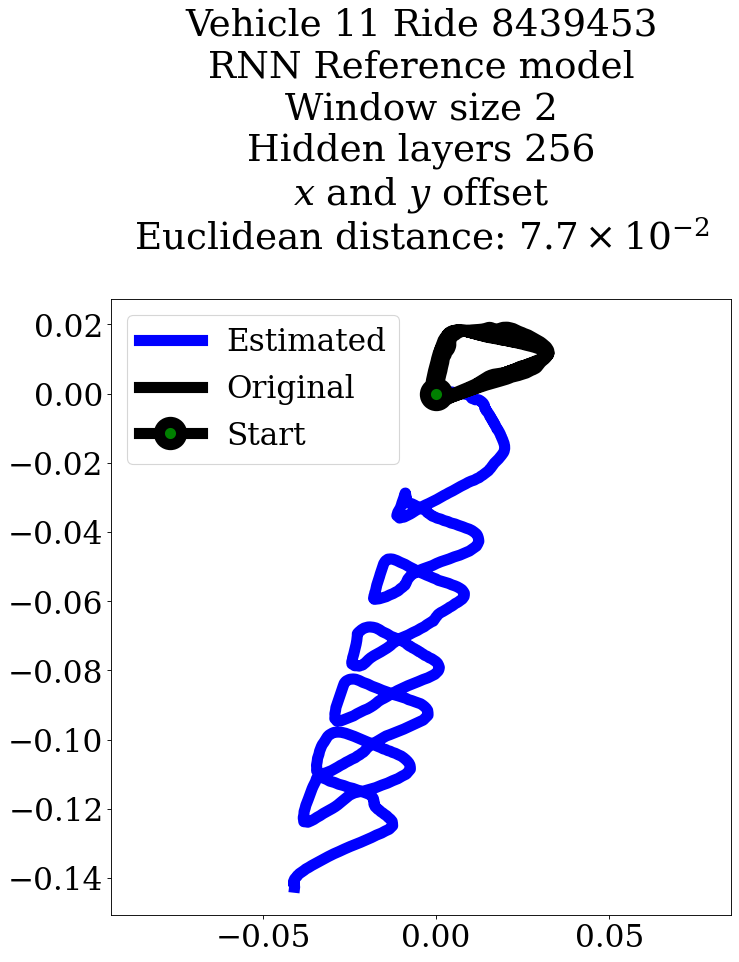 Vehicle 11 Ride 8439453
RNN Reference model
Window size 2
Hidden layers 256
x and y offset
Euclidean distance: 7.7 × 10⁻²
Estimated
Original
Start
0.02
0.00
−0.02
−0.04
−0.06
−0.08
−0.10
−0.12
−0.14
−0.05 0.00 0.05